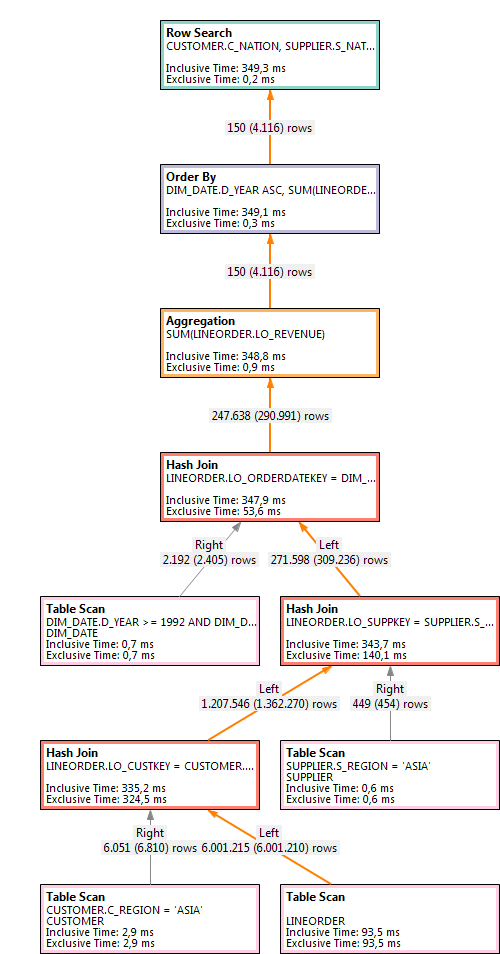 Row Search
CUSTOMER.C_NATION, SUPPLIER.S_NAT...
Inclusive Time: 349,3 ms
Exclusive Time: 0,2 ms
150 (4.116) rows
Order By
DIM_DATE.D_YEAR ASC, SUM(LINEORDE...
Inclusive Time: 349,1 ms
Exclusive Time: 0,3 ms
150 (4.116) rows
Aggregation
SUM(LINEORDER.LO_REVENUE)
Inclusive Time: 348,8 ms
Exclusive Time: 0,9 ms
247.638 (290.991) rows
Hash Join
LINEORDER.LO_ORDERDATEKEY = DIM_...
Inclusive Time: 347,9 ms
Exclusive Time: 53,6 ms
Right
2.192 (2.405) rows
Left
271.598 (309.236) rows
Table Scan
DIM_DATE.D_YEAR >= 1992 AND DIM_D...
DIM_DATE
Inclusive Time: 0,7 ms
Exclusive Time: 0,7 ms
Hash Join
LINEORDER.LO_SUPPKEY = SUPPLIER.S_...
Inclusive Time: 343,7 ms
Exclusive Time: 140,1 ms
Left
1.207.546 (1.362.270) rows
Right
449 (454) rows
Hash Join
LINEORDER.LO_CUSTKEY = CUSTOMER....
Inclusive Time: 335,2 ms
Exclusive Time: 324,5 ms
Table Scan
SUPPLIER.S_REGION = 'ASIA'
SUPPLIER
Inclusive Time: 0,6 ms
Exclusive Time: 0,6 ms
Right
6.051 (6.810) rows
Left
6.001.215 (6.001.210) rows
Table Scan
CUSTOMER.C_REGION = 'ASIA'
CUSTOMER
Inclusive Time: 2,9 ms
Exclusive Time: 2,9 ms
Table Scan
LINEORDER
Inclusive Time: 93,5 ms
Exclusive Time: 93,5 ms